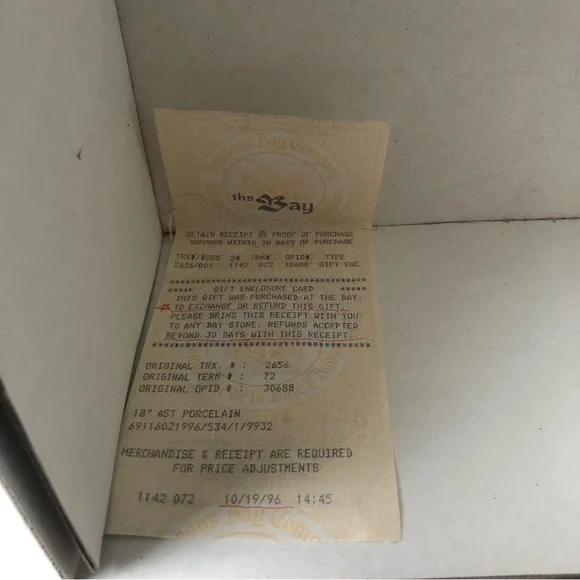 the Bay
RETAIN RECEIPT AS PROOF OF PURCHASE
REFUNDS WITHIN 30 DAYS OF PURCHASE
TRX#/#VDS S# TRM# OPID# TYPE
2656/001 1142 072 30688 GIFT ENC
GIFT ENCLOSURE CARD
THIS GIFT WAS PURCHASED AT THE BAY.
TO EXCHANGE OR REFUND THIS GIFT,
PLEASE BRING THIS RECEIPT WITH YOU
TO ANY BAY STORE. REFUNDS ACCEPTED
BEYOND 30 DAYS WITH THIS RECEIPT.
ORIGINAL TRX. # : 2656
ORIGINAL TERM # : 72
ORIGINAL OPID # : 30688
18" AST PORCELAIN
69116021996/534/1/9932
MERCHANDISE & RECEIPT ARE REQUIRED
FOR PRICE ADJUSTMENTS
1142 072 10/19/96 14:45